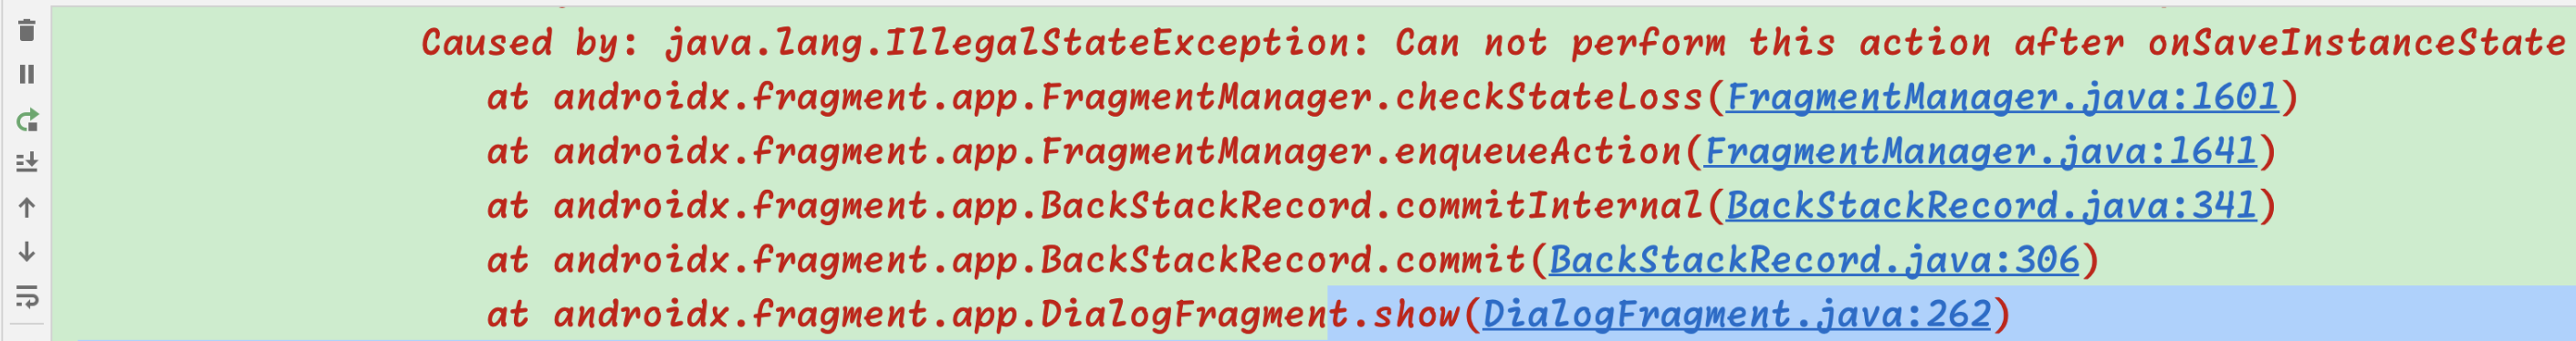 Caused by: java.lang.IllegalStateException: Can not perform this action after onSaveInstanceState
at androidx.fragment.app.FragmentManager.checkStateLoss(FragmentManager.java:1601)
at androidx.fragment.app.FragmentManager.enqueueAction(FragmentManager.java:1641)
at androidx.fragment.app.BackStackRecord.commitInternal(BackStackRecord.java:341)
at androidx.fragment.app.BackStackRecord.commit(BackStackRecord.java:306)
at androidx.fragment.app.DialogFragment.show(DialogFragment.java:262)